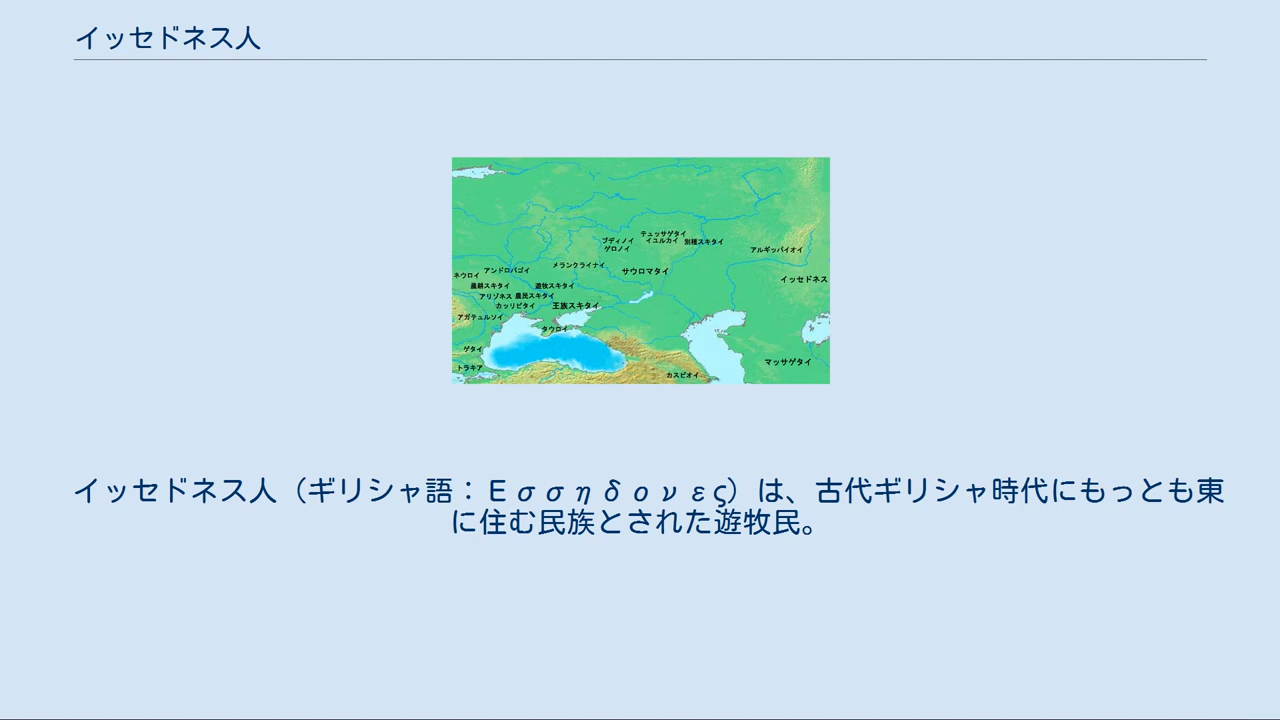 イッセドネス人
テュッサゲタイ
ブディノイ
イユルカイ
別種スキタイ
ゲロノイ
アルギッパイオイ
メランクライナイ
アンドロパゴイ
サウロマタイ
ネウロイ
イッセドネス
農耕スキタイ
遊牧スキタイ
アリゾネス
農民スキタイ
カッリピダイ
王族スキタイ
アガテュルソイ
タウロイ
ゲタイ
マッサゲタイ
トラキア
カスピオイ
イッセドネス人（ギリシャ語：Εσσηδονες）は、古代ギリシャ時代にもっとも東
に住む民族とされた遊牧民。